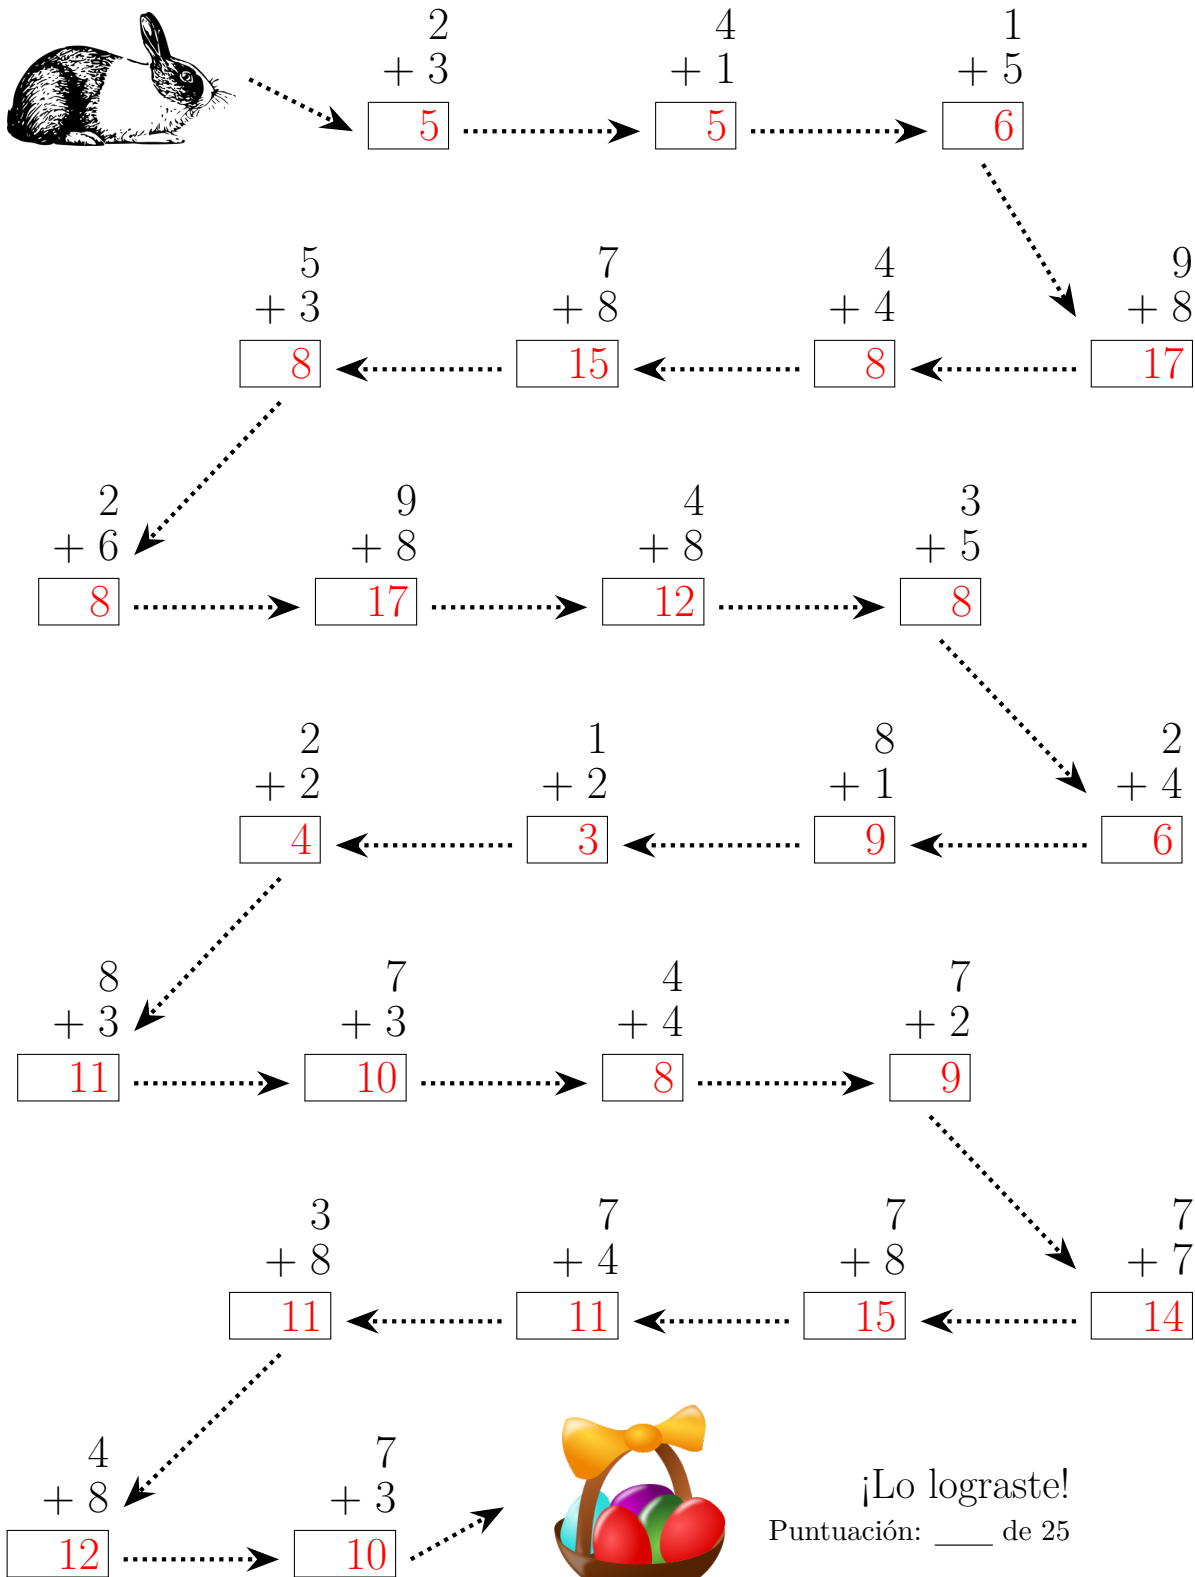 2 4 1
+ 3 + 1 + 5
5 5 6
5 7 4 9
+ 3 + 8 + 4 + 8
8 15 8 17
2 9 4 3
+ 6 + 8 + 8 + 5
8 17 12 8
2 1 8 2
+ 2 + 2 + 1 + 4
4 3 9 6
8 7 4 7
+ 3 + 3 + 4 + 2
11 10 8 9
3 7 7 7
+ 8 + 4 + 8 + 7
11 11 15 14
4 7
+ 8 + 3
12 10
¡Lo lograste!
Puntuación: ____ de 25